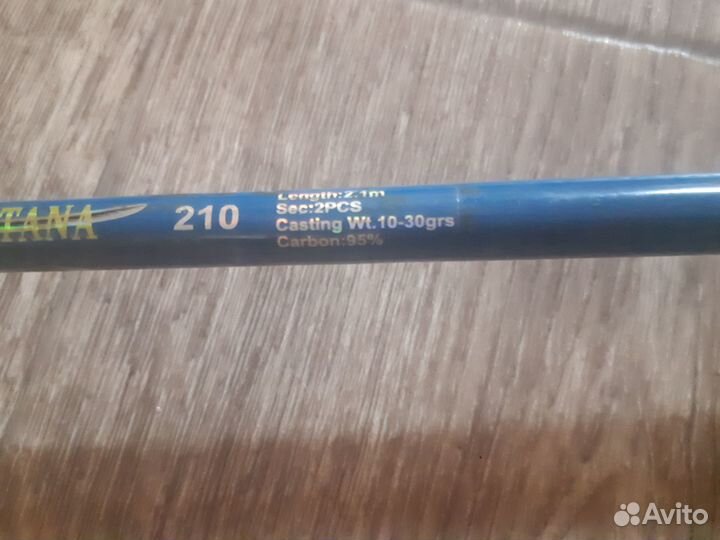 TANA
210
Length:2.1m
Sec:2PCS
Casting Wt.10-30grs
Carbon:95%
Avito